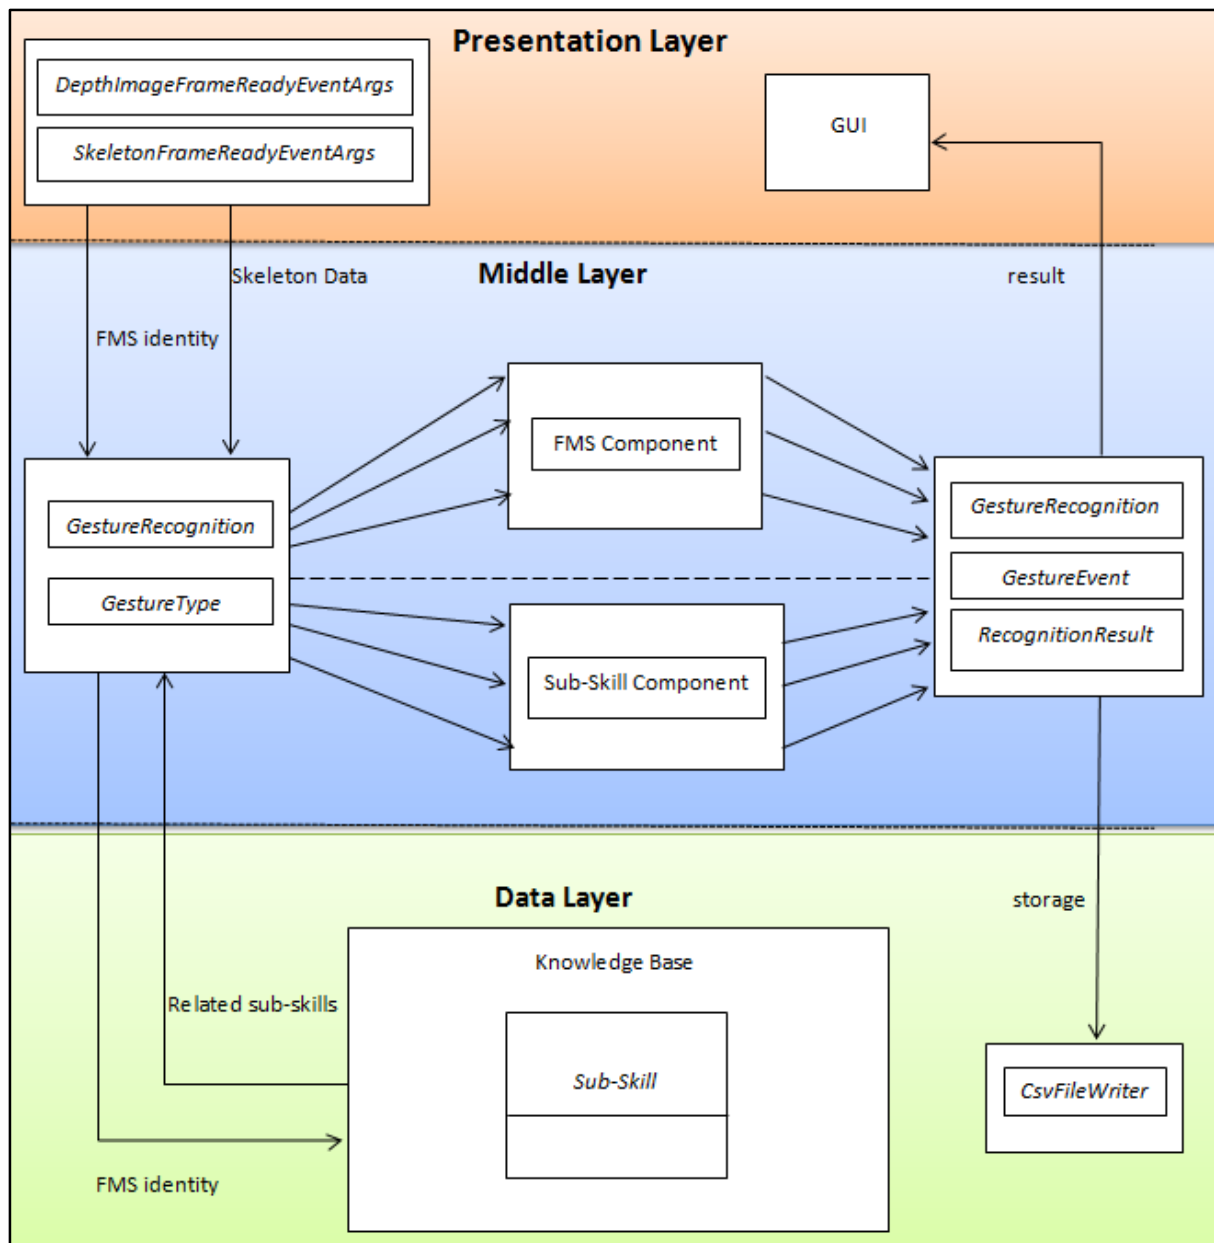 Presentation Layer
DepthImageFrameReadyEventArgs
SkeletonFrameReadyEventArgs
GUI
Skeleton Data
Middle Layer
result
FMS identity
FMS Component
GestureRecognition
GestureType
Sub-Skill Component
GestureRecognition
GestureEvent
RecognitionResult
Data Layer
storage
Knowledge Base
Related sub-skills
Sub-Skill
CsvFileWriter
FMS identity